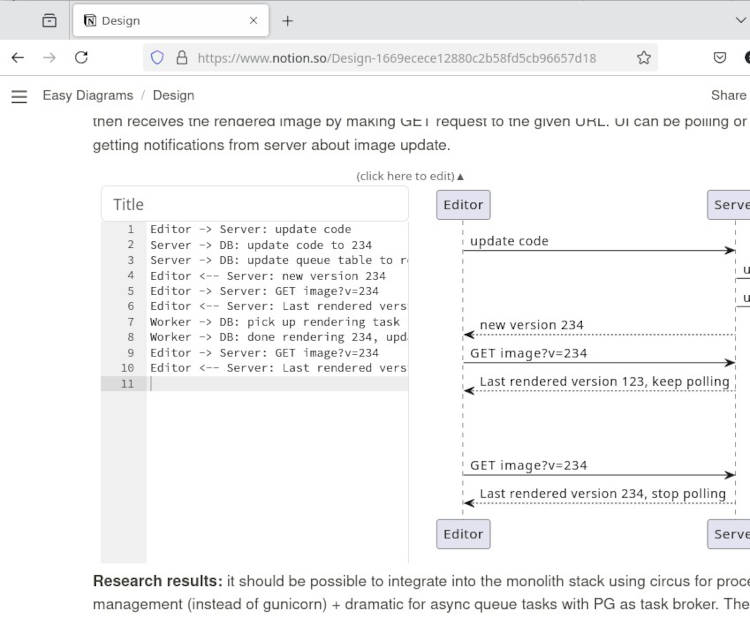 Design
https://www.notion.so/Design-1669ecece12880c2b58fd5cb96657d18
Easy Diagrams / Design
Share
then receives the rendered image by making GET request to the given URL. UI can be polling or
getting notifications from server about image update.
(click here to edit)▲
Title
1 Editor -> Server: update code
2 Server -> DB: update code to 234
3 Server -> DB: update queue table to r
4 Editor <-- Server: new version 234
5 Editor -> Server: GET image?v=234
6 Editor <-- Server: Last rendered vers
7 Worker -> DB: pick up rendering task
8 Worker -> DB: done rendering 234, upd
9 Editor -> Server: GET image?v=234
10 Editor <-- Server: Last rendered vers
11
Editor
Serve
update code
u
u
new version 234
GET image?v=234
Last rendered version 123, keep polling
GET image?v=234
Last rendered version 234, stop polling
Editor
Serve
Research results: it should be possible to integrate into the monolith stack using circus for proce
management (instead of gunicorn) + dramatic for async queue tasks with PG as task broker. The